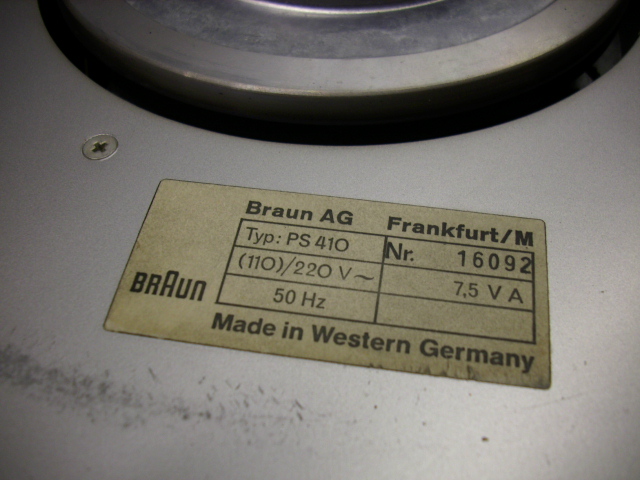 Braun AG Frankfurt/M
Typ: PS 410 Nr. 16092
(110)/220 V~ 7,5 V A
50 Hz
BRAUN
Made in Western Germany